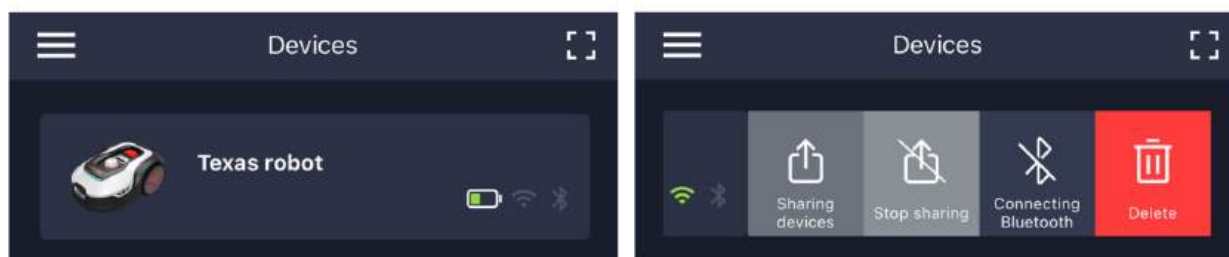 Devices
Texas robot
Devices
Sharing
devices
Stop sharing
Connecting
Bluetooth
Delete